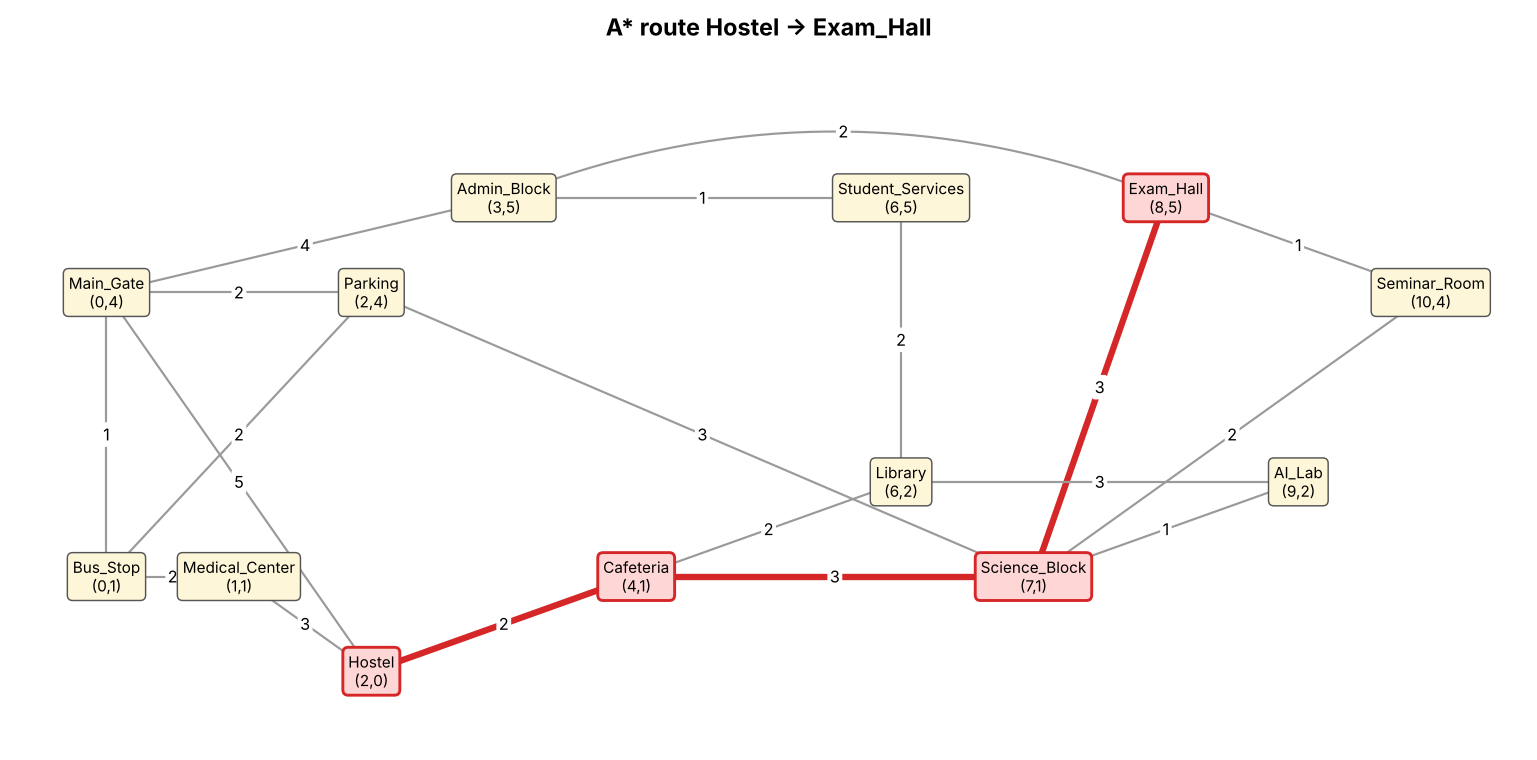 A* route Hostel → Exam_Hall
2
Admin_Block
(3,5)
1
Student_Services
(6,5)
Exam_Hall
(8,5)
4
1
Main_Gate
(0,4)
2
Parking
(2,4)
Seminar_Room
(10,4)
2
3
1
2
3
2
5
Library
(6,2)
3
AI_Lab
(9,2)
2
1
Bus_Stop
(0,1)
2
Medical_Center
(1,1)
Cafeteria
(4,1)
3
Science_Block
(7,1)
3
2
Hostel
(2,0)